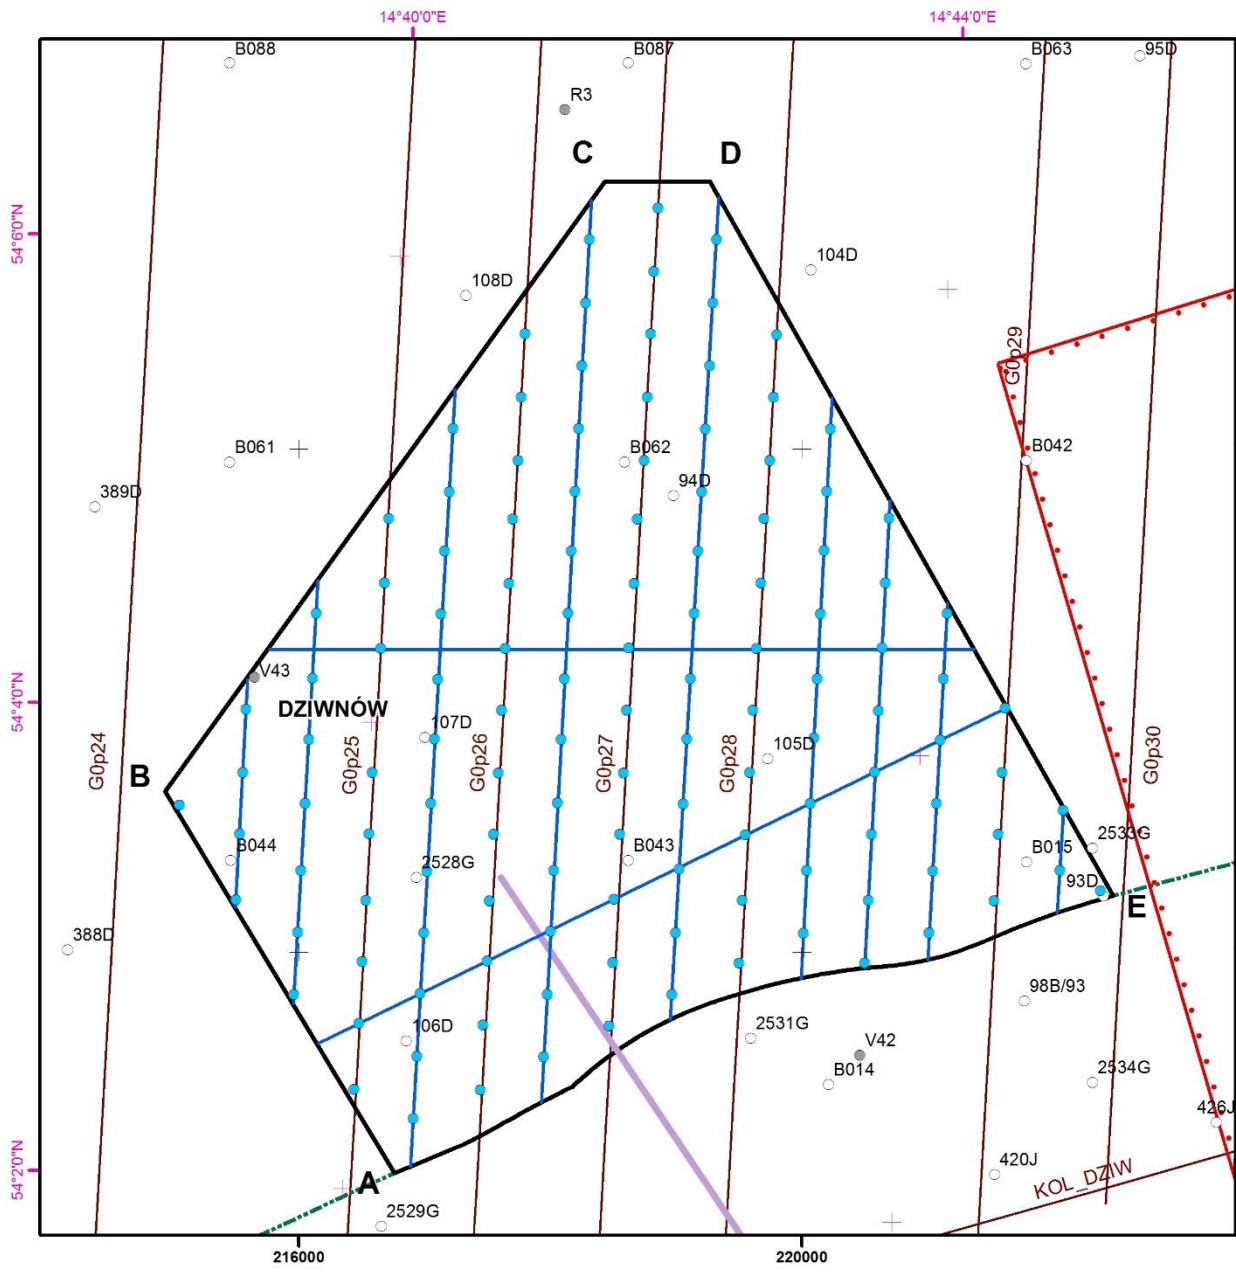 14°40'0"E
14°44'0"E
B088
B087
B063
95D
R3
C
D
54°6'0"N
104D
108D
G0p29
B061
B062
B042
94D
389D
V43
DZIWNÓW
54°4'0"N
107D
105D
G0p24
G0p25
G0p26
G0p27
G0p28
G0p30
B
B044
2528G
B043
B015
2533G
93D
E
388D
98B/93
106D
2531G
V42
B014
2534G
426J
54°2'0"N
A
420J
KOL_DZIW
2529G
216000
220000